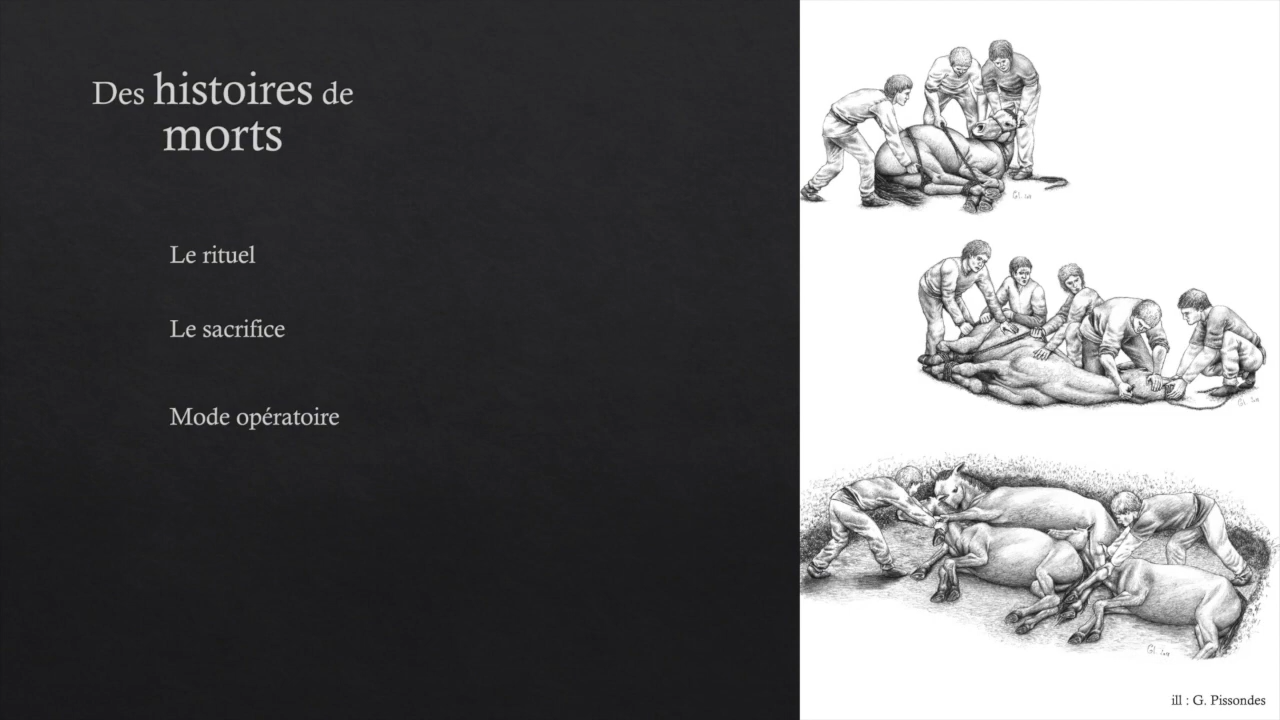 Des histoires de
morts
Le rituel
Le sacrifice
Mode opératoire
ill : G. Pissondes